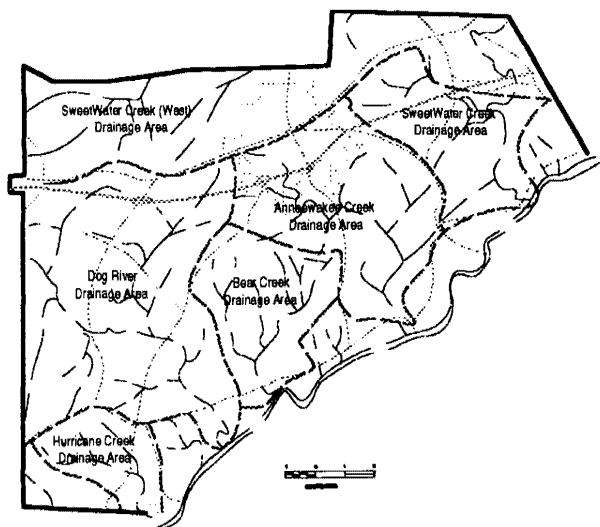 SweetWater Creek (West)
Drainage Area
SweetWater Creek
Drainage Area
Anneewakee Creek
Drainage Area
Dog River
Drainage Area
Bear Creek
Drainage Area
Hurricane Creek
Drainage Area